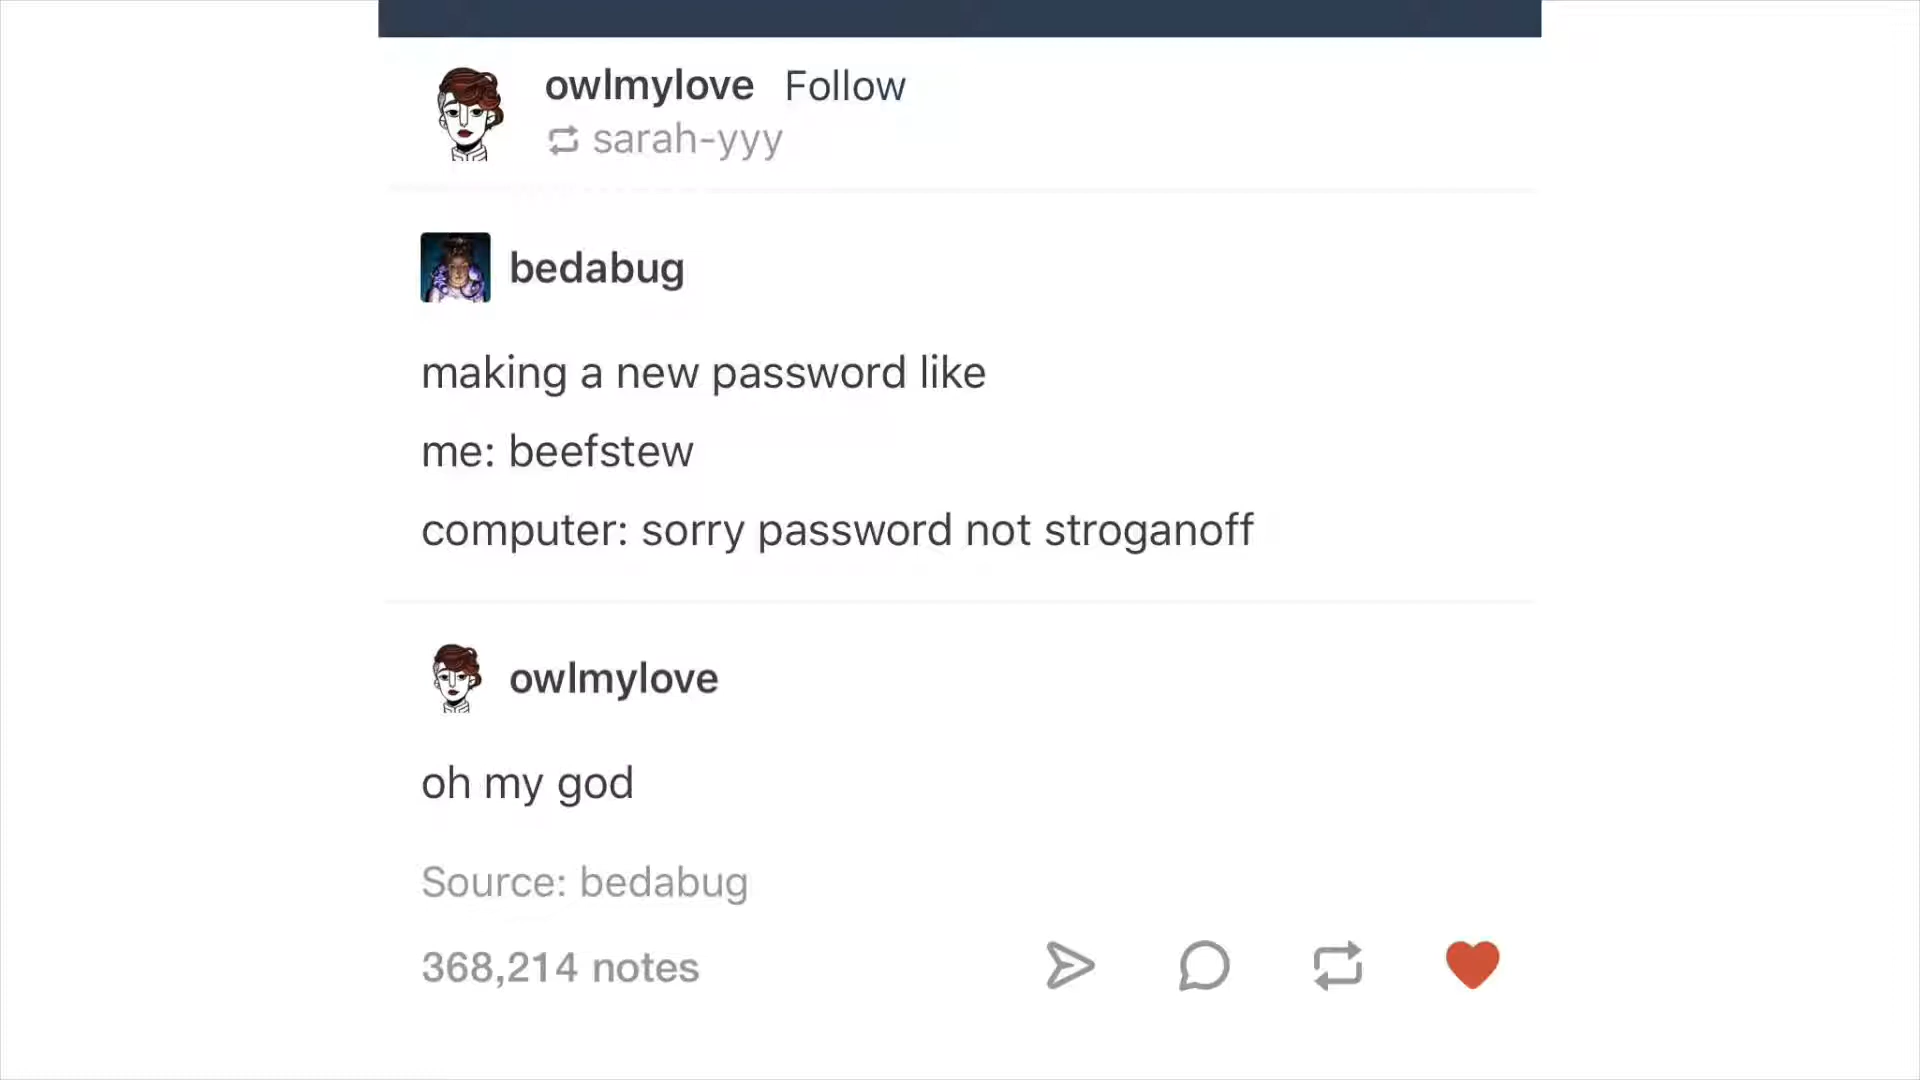 owlmylove Follow
sarah-yyy
bedabug
making a new password like
me: beefstew
computer: sorry password not stroganoff
owlmylove
oh my god
Source: bedabug
368,214 notes